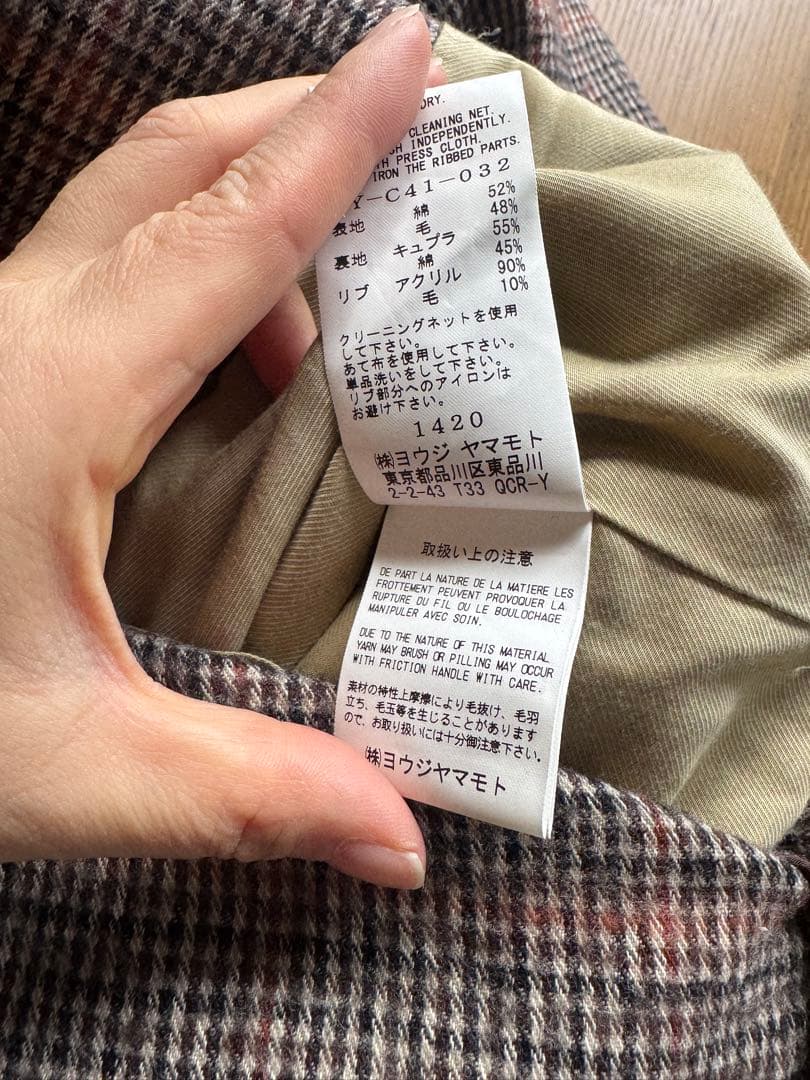 CLEANING NET.
INDEPENDENTLY.
PRESS CLOTH.
IRON THE RIBBED PARTS.
Y-C41-032
表地 綿 52%
毛 48%
裏地 キュプラ 55%
綿 45%
リブ アクリル 90%
毛 10%
クリーニングネットを使用
して下さい。
あて布を使用して下さい。
単品洗いをして下さい。
リブ部分へのアイロンは
お避け下さい。
1420
㈱ヨウジ ヤマモト
東京都品川区東品川
2-2-43 T33 QCR-Y
取扱い上の注意
DE PART LA NATURE DE LA MATIERE LES
FROTTEMENT PEUVENT PROVOQUER LA
RUPTURE DU FIL OU LE BOULOCHAGE
MANIPULER AVEC SOIN.
DUE TO THE NATURE OF THIS MATERIAL
YARN MAY BRUSH OR PILLING MAY OCCUR
WITH FRICTION HANDLE WITH CARE.
素材の特性上摩擦により毛抜け、毛羽
立ち、毛玉等を生じることがあります
ので、お取り扱いには十分御注意下さい。
㈱ヨウジヤマモト